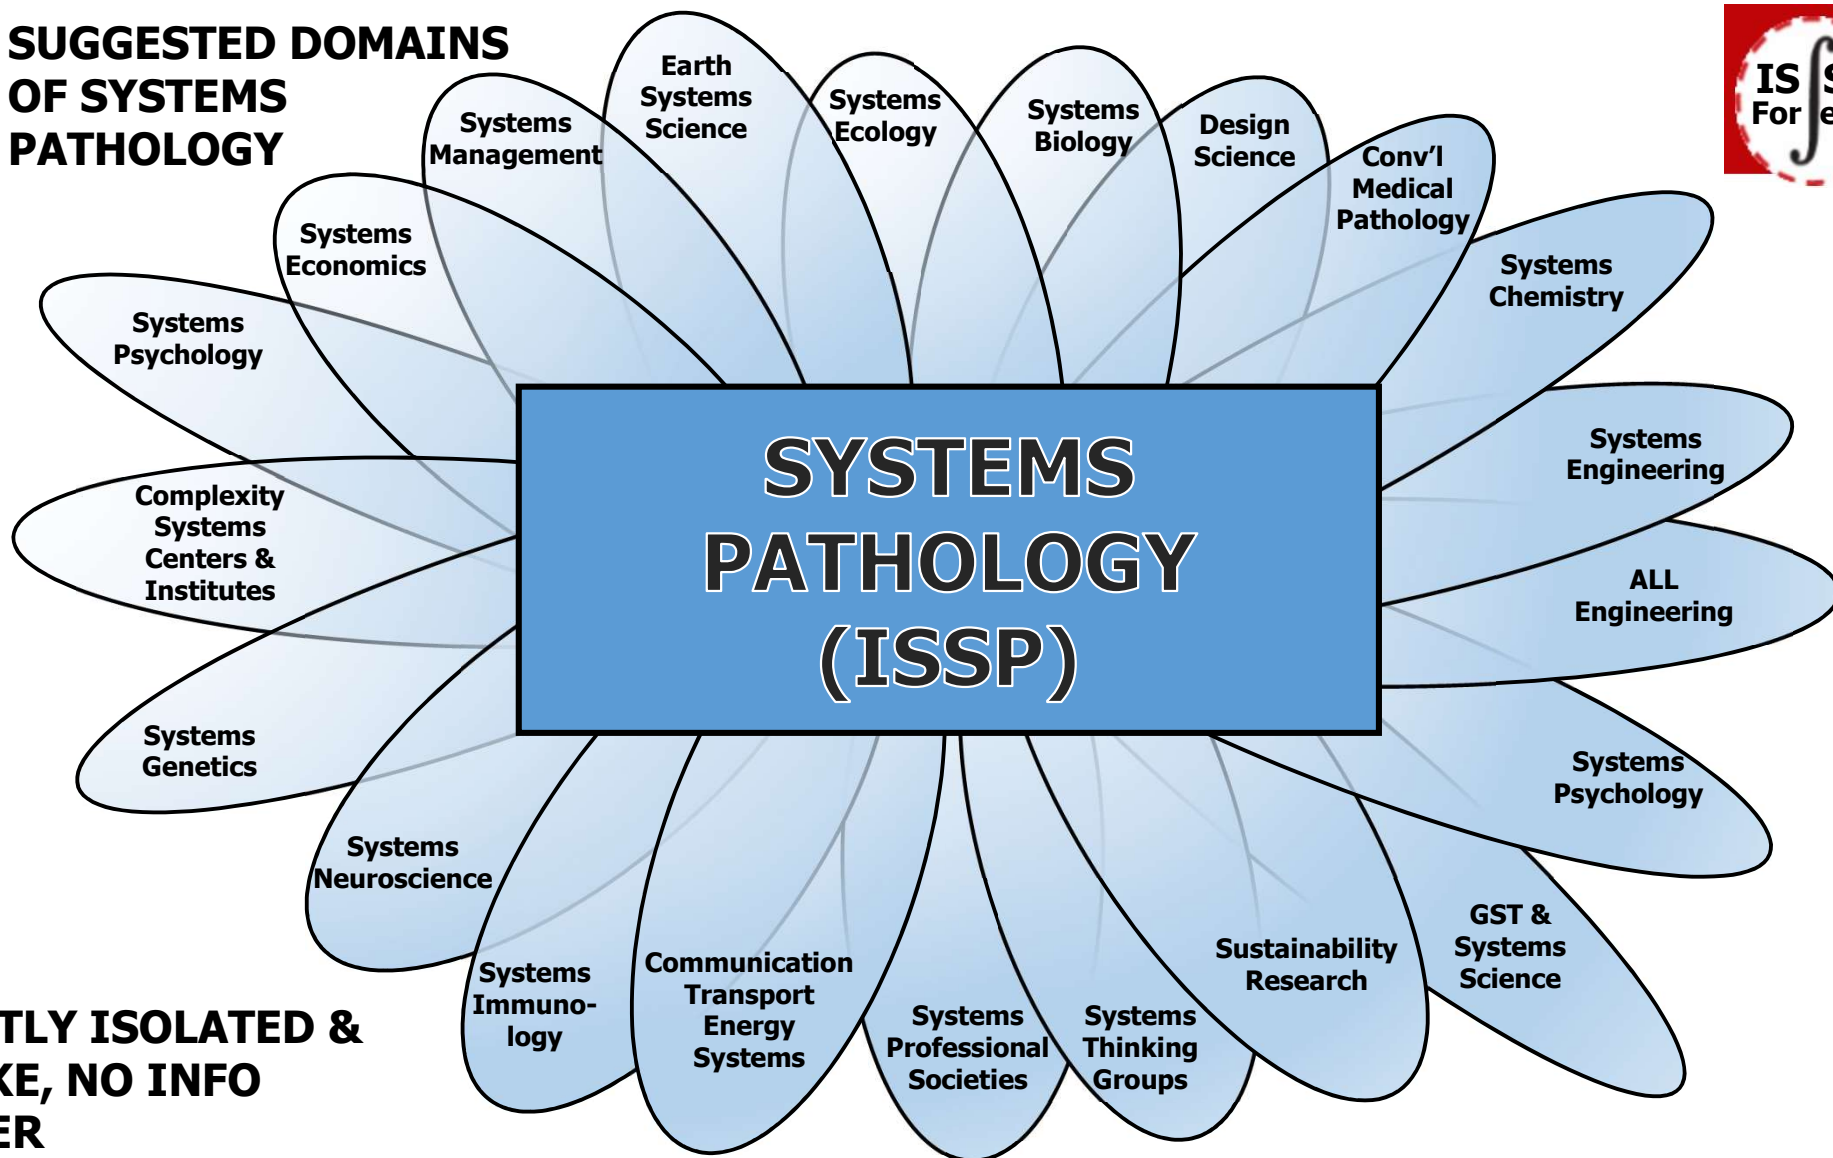 SUGGESTED DOMAINS
OF SYSTEMS
PATHOLOGY
IS
For
Earth
Systems
Science
Systems
Ecology
Systems
Biology
Design
Science
Conv'l
Medical
Pathology
Systems
Chemistry
Systems
Engineering
ALL
Engineering
Systems
Psychology
GST &
Systems
Science
Sustainability
Research
Systems
Thinking
Groups
Systems
Professional
Societies
Communication
Transport
Energy
Systems
Systems
Immuno-
logy
Systems
Neuroscience
Systems
Genetics
Complexity
Systems
Centers &
Institutes
Systems
Psychology
Systems
Economics
Systems
Management
SYSTEMS
PATHOLOGY
(ISSP)
TLY ISOLATED &
KE, NO INFO
ER